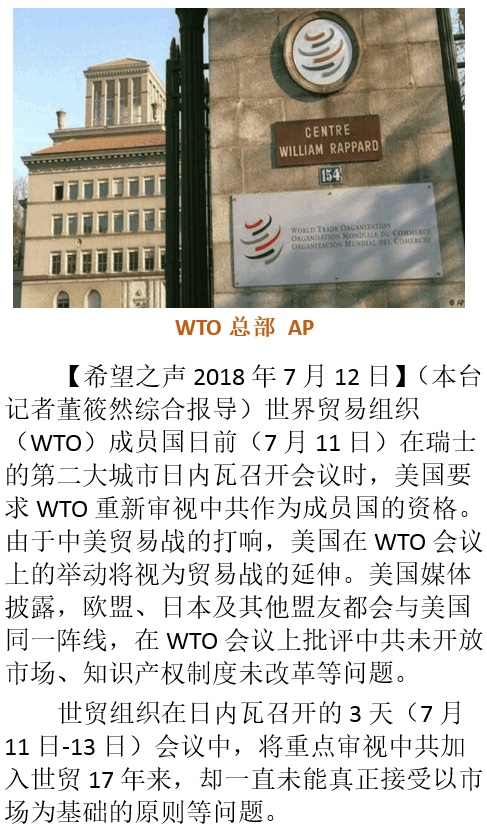 CENTRE
WILLIAM RAPPARD
154
WORLD TRADE ORGANIZATION
ORGANISATION MONDIALE DU COMMERCE
ORGANIZACIÓN MUNDIAL DEL COMERCIO
© AP
WTO 总部 AP
【希望之声 2018 年 7 月 12 日】（本台
记者董筱然综合报导）世界贸易组织
（WTO）成员国日前（7 月 11 日）在瑞士
的第二大城市日内瓦召开会议时，美国要
求 WTO 重新审视中共作为成员国的资格。
由于中美贸易战的打响，美国在 WTO 会议
上的举动将视为贸易战的延伸。美国媒体
披露，欧盟、日本及其他盟友都会与美国
同一阵线，在 WTO 会议上批评中共未开放
市场、知识产权制度未改革等问题。
世贸组织在日内瓦召开的 3 天（7 月
11 日-13 日）会议中，将重点审视中共加
入世贸 17 年来，却一直未能真正接受以市
场为基础的原则等问题。